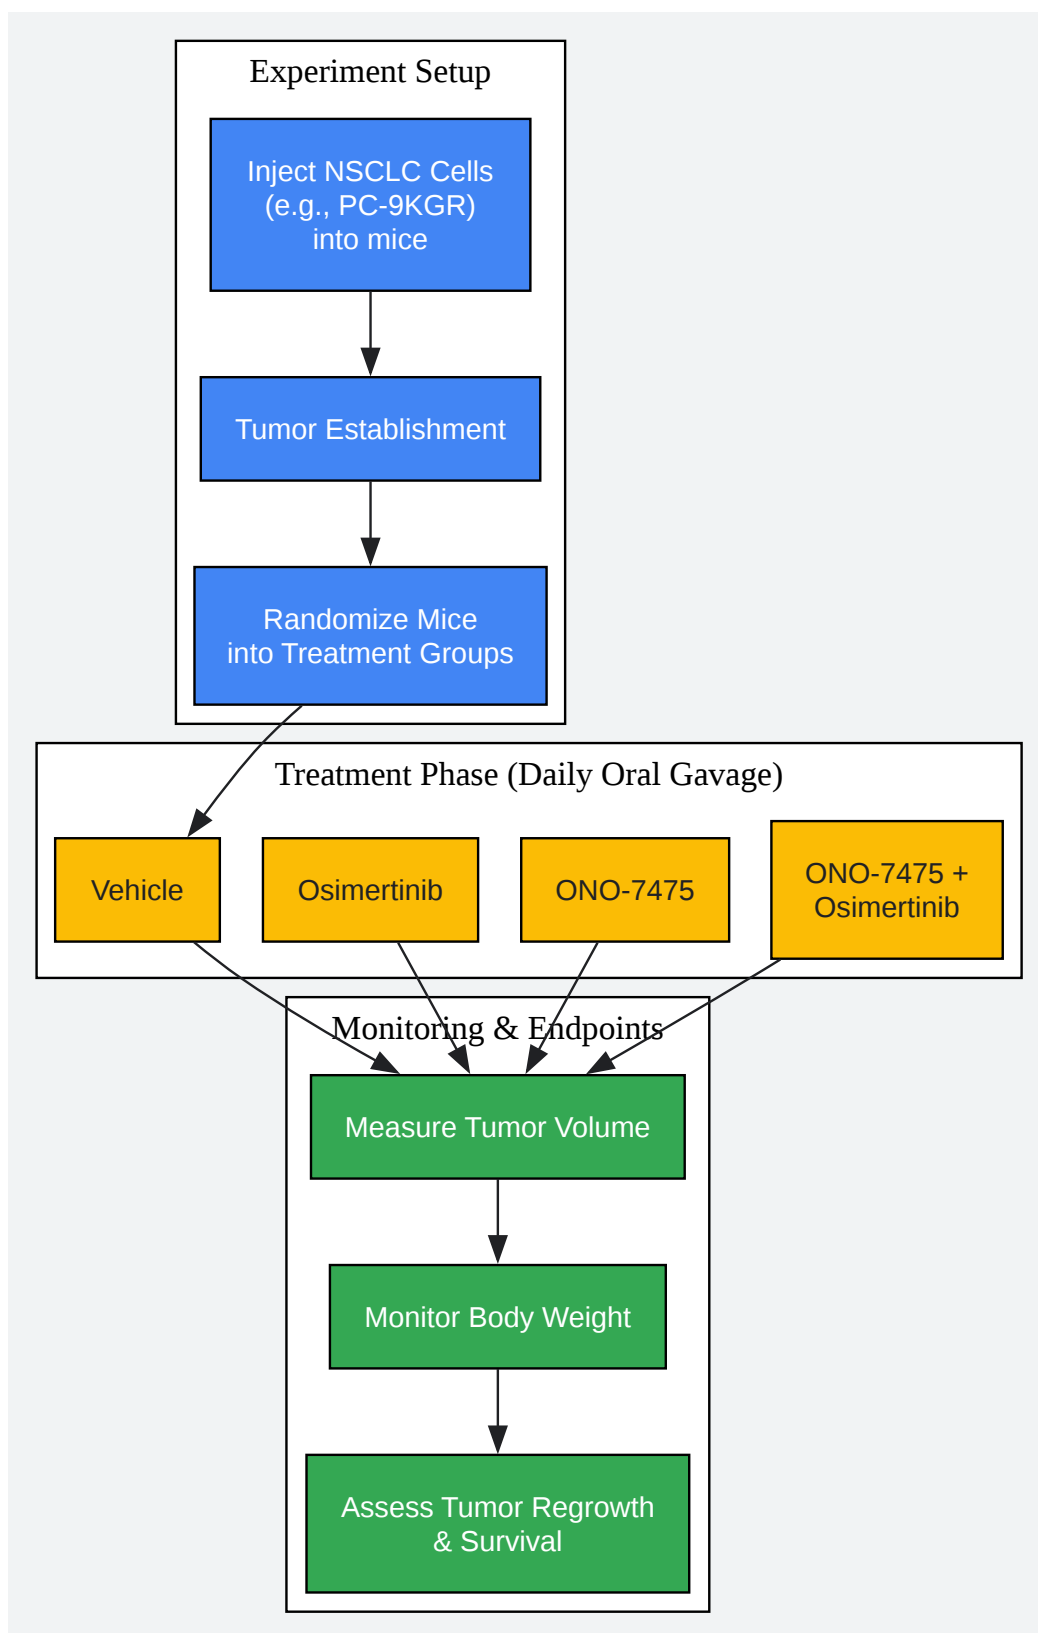 Experiment Setup
Inject NSCLC Cells
(e.g., PC-9KGR)
into mice
Tumor Establishment
Randomize Mice
into Treatment Groups
Treatment Phase (Daily Oral Gavage)
Vehicle
Osimertinib
ONO-7475
ONO-7475 +
Osimertinib
Monitoring & Endpoints
Measure Tumor Volume
Monitor Body Weight
Assess Tumor Regrowth
& Survival